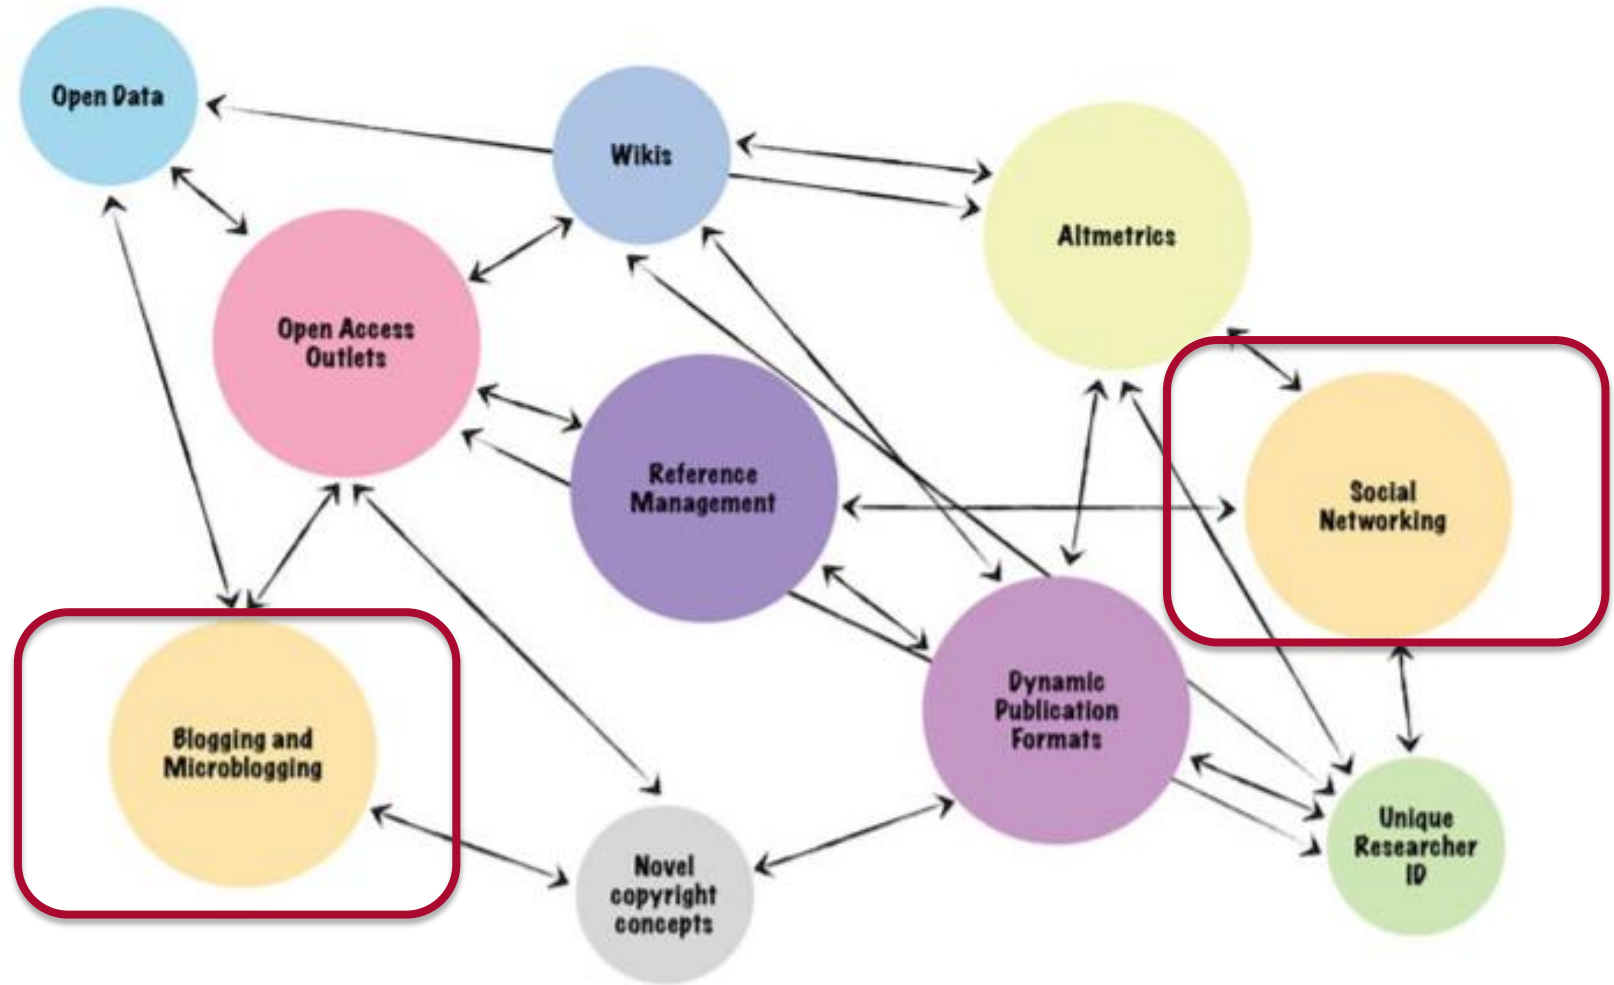 Open Data
Wikis
Altmetrics
Open Access
Outlets
Reference
Management
Social
Networking
Dynamic
Publication
Formats
Blogging and
Microblogging
Unique
Researcher
ID
Novel
copyright
concepts